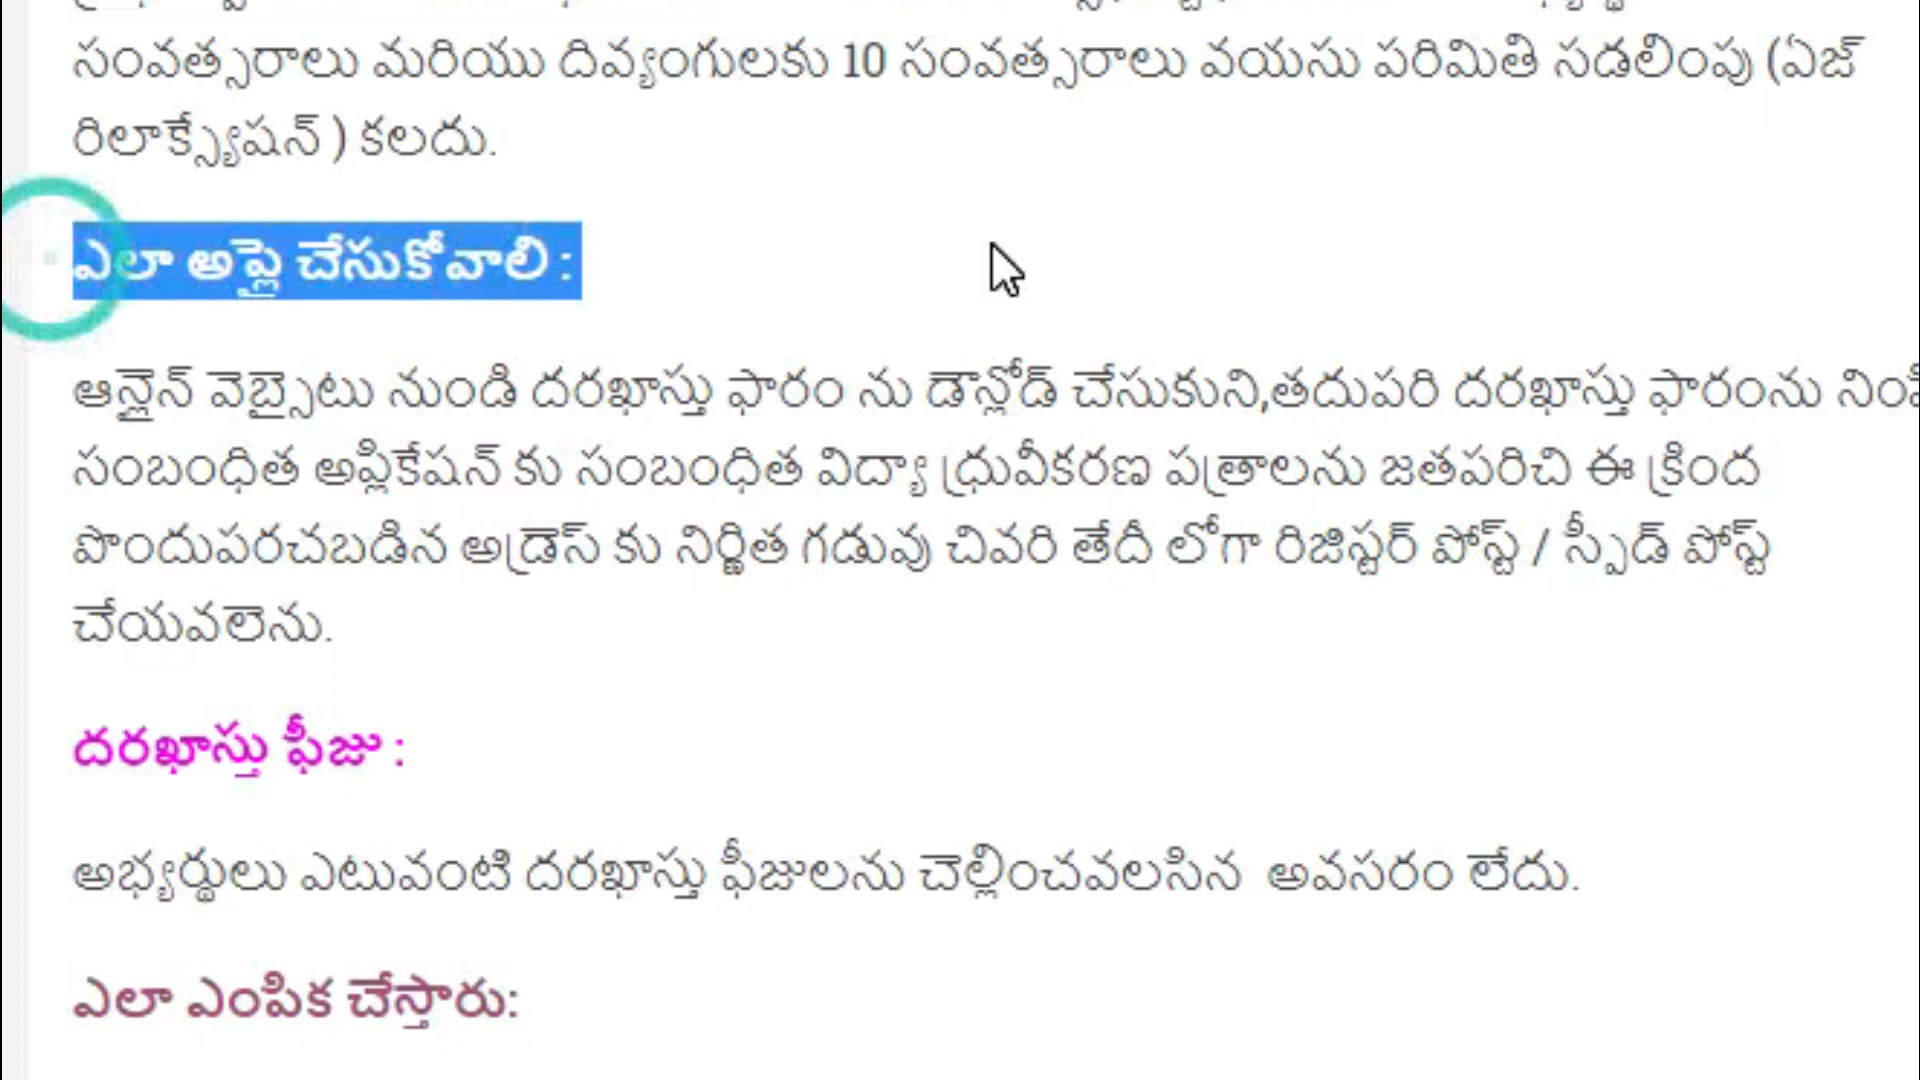 సంవత్సరాలు మరియు దివ్యంగులకు 10 సంవత్సరాలు వయసు పరిమితి సడలింపు (ఏజ్
రిలాక్స్యేషన్ ) కలదు.
ఎలా అప్లై చేసుకోవాలి :
ఆన్లైన్ వెబ్సైటు నుండి దరఖాస్తు ఫారం ను డౌన్లోడ్ చేసుకుని,తదుపరి దరఖాస్తు ఫారంను
సంబంధిత అప్లికేషన్ కు సంబంధిత విద్యా ధ్రువీకరణ పత్రాలను జతపరిచి ఈ క్రింద
పొందుపరచబడిన అడ్రెస్ కు నిర్ణిత గడువు చివరి తేదీ లోగా రిజిస్టర్ పోస్ట్ / స్పీడ్ పోస్ట్
చేయవలెను.
దరఖాస్తు ఫీజు :
అభ్యర్థులు ఎటువంటి దరఖాస్తు ఫీజులను చెల్లించవలసిన అవసరం లేదు.
ఎలా ఎంపిక చేస్తారు: